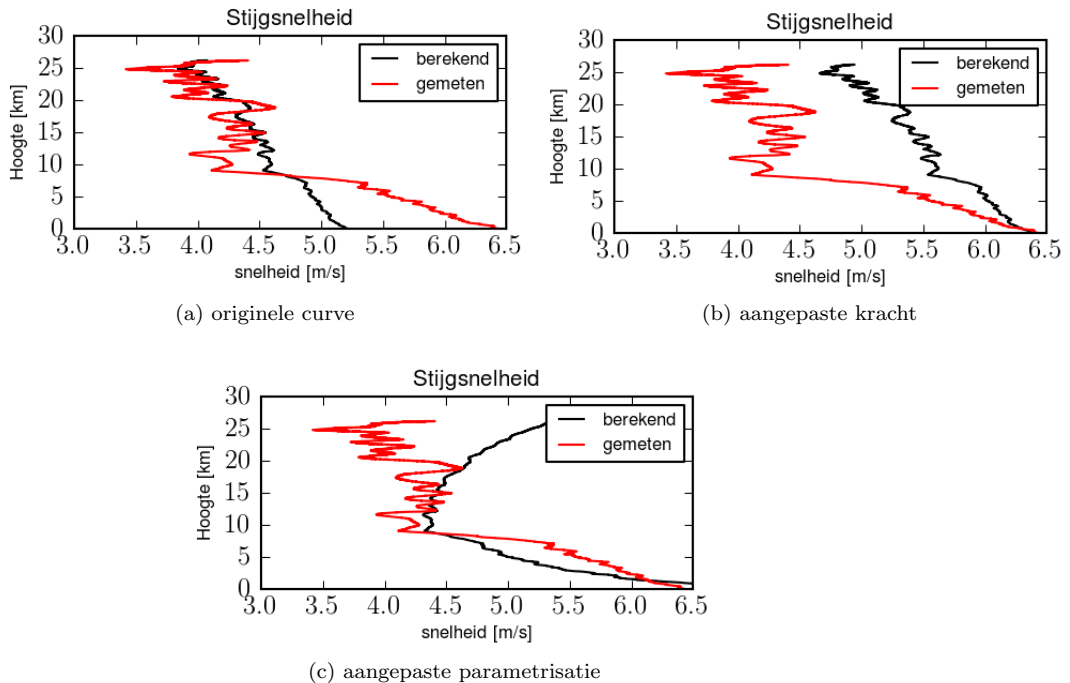 Stijgsnelheid
30
25
20
15
10
5
0
Hoogte [km]
berekend
gemeten
3.0 3.5 4.0 4.5 5.0 5.5 6.0 6.5
snelheid [m/s]
(a) originele curve
Stijgsnelheid
30
25
20
15
10
5
0
Hoogte [km]
berekend
gemeten
3.0 3.5 4.0 4.5 5.0 5.5 6.0 6.5
snelheid [m/s]
(b) aangepaste kracht
Stijgsnelheid
30
25
20
15
10
5
0
Hoogte [km]
berekend
gemeten
3.0 3.5 4.0 4.5 5.0 5.5 6.0 6.5
snelheid [m/s]
(c) aangepaste parametrisatie